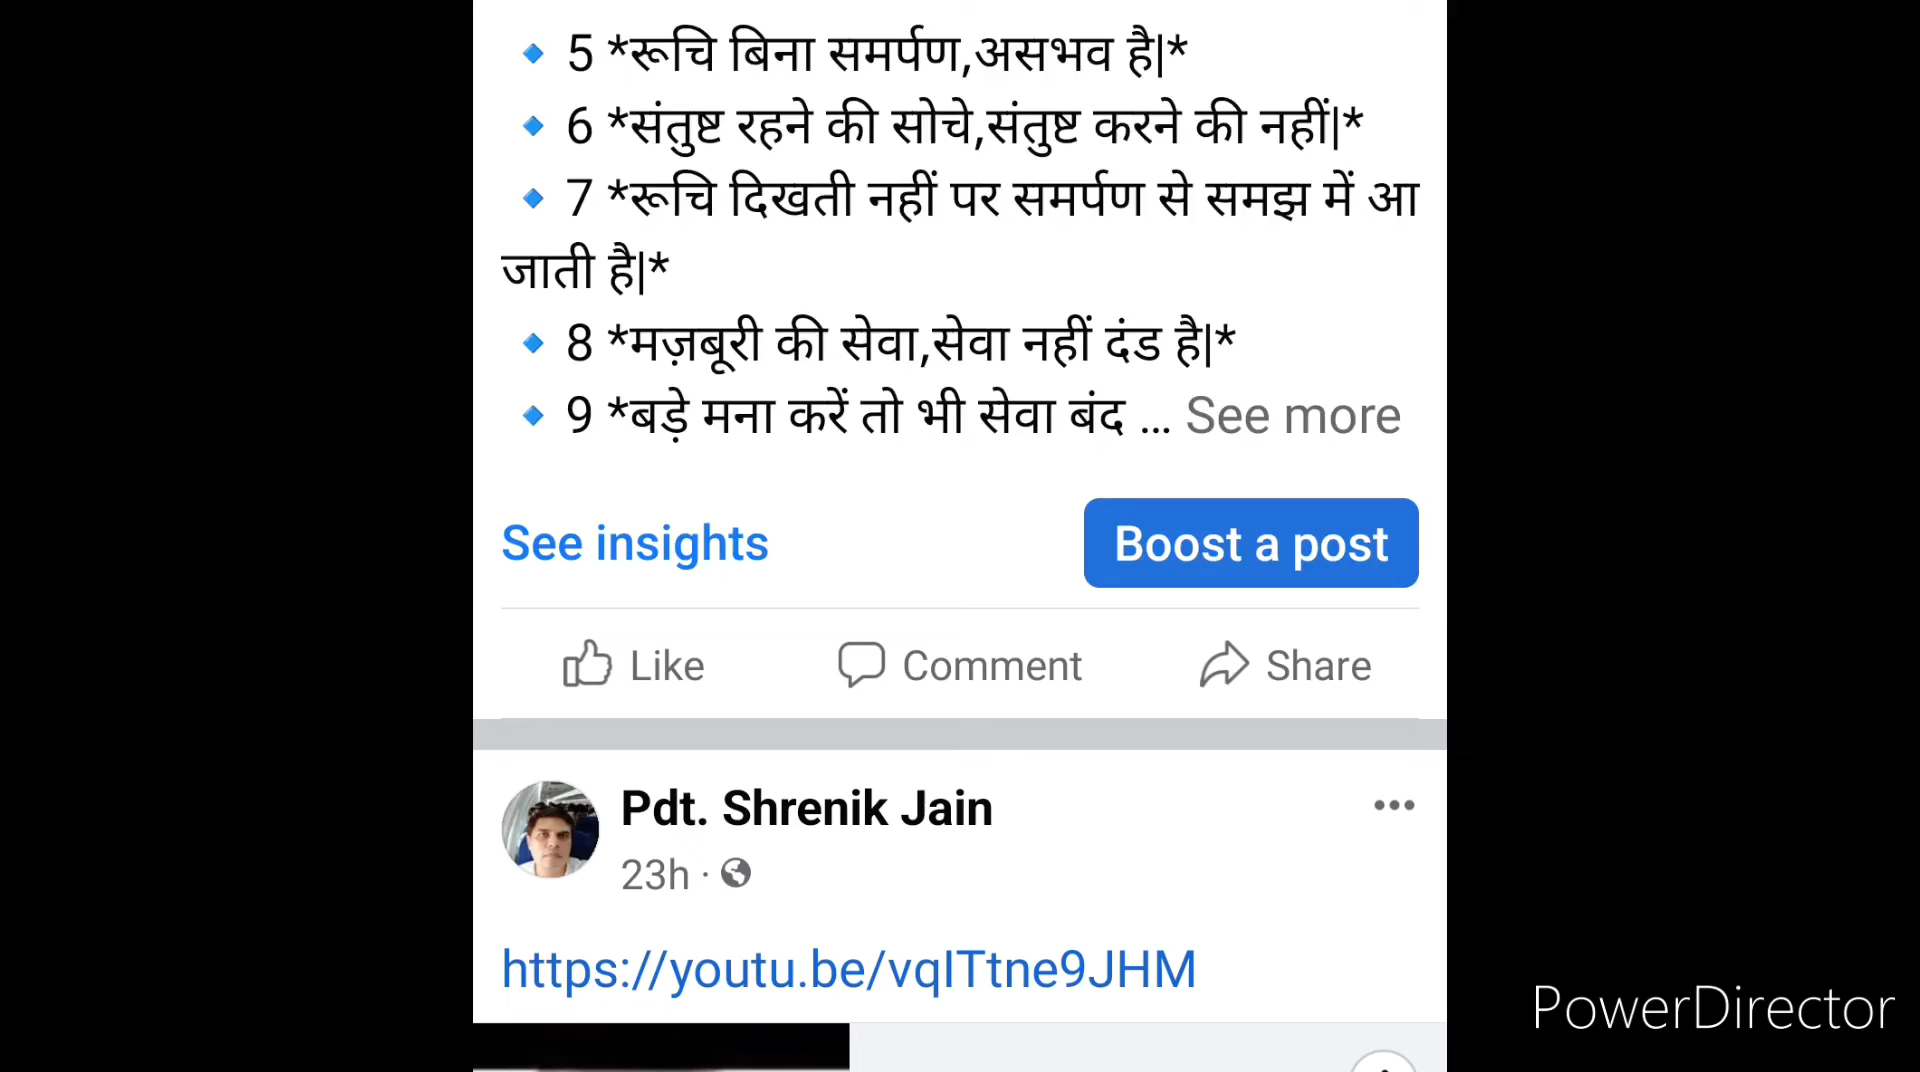 🔹 5 *रूचि बिना समर्पण,असभव है|*
🔹 6 *संतुष्ट रहने की सोचे,संतुष्ट करने की नहीं|*
🔹 7 *रूचि दिखती नहीं पर समर्पण से समझ में आ
जाती है|*
🔹 8 *मज़बूरी की सेवा,सेवा नहीं दंड है|*
🔹 9 *बड़े मना करें तो भी सेवा बंद ... See more
See insights Boost a post
Like Comment Share
Pdt. Shrenik Jain
23h ·
https://youtu.be/vqITtne9JHM
PowerDirector